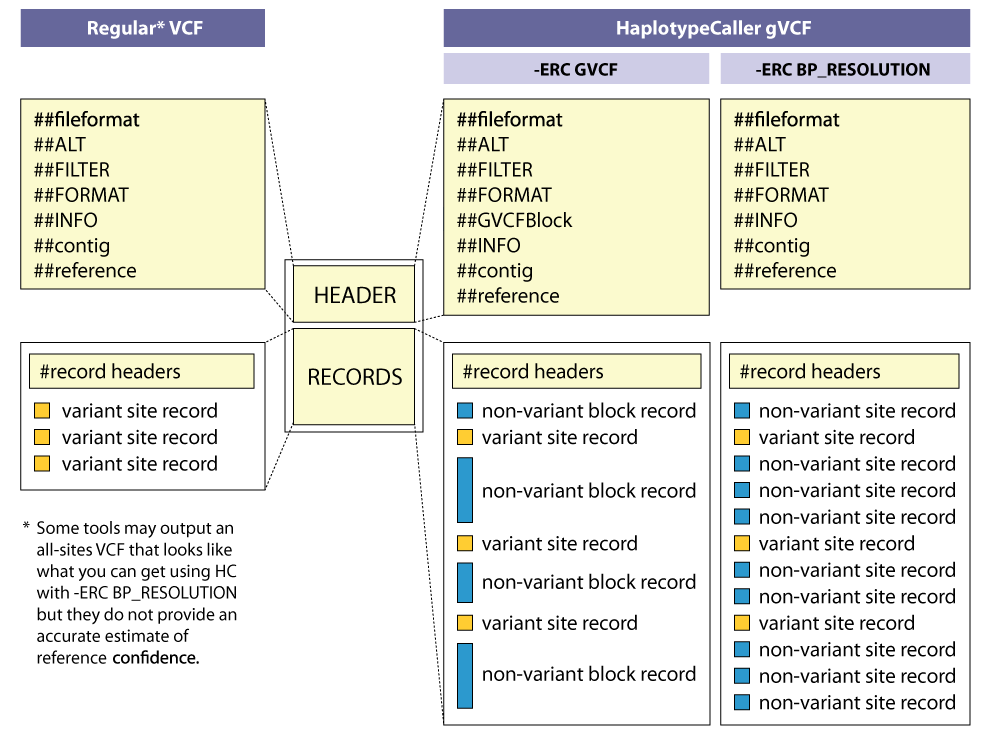 Regular* VCF
HaplotypeCaller gVCF
-ERC GVCF
-ERC BP_RESOLUTION
##fileformat
##ALT
##FILTER
##FORMAT
##INFO
##contig
##reference
HEADER
RECORDS
##fileformat
##ALT
##FILTER
##FORMAT
##GVCFBlock
##INFO
##contig
##reference
##fileformat
##ALT
##FILTER
##FORMAT
##INFO
##contig
##reference
#record headers
variant site record
variant site record
variant site record
* Some tools may output an
all-sites VCF that looks like
what you can get using HC
with -ERC BP_RESOLUTION
but they do not provide an
accurate estimate of
reference confidence.
#record headers
non-variant block record
variant site record
non-variant block record
variant site record
non-variant block record
variant site record
non-variant block record
#record headers
non-variant site record
variant site record
non-variant site record
non-variant site record
non-variant site record
variant site record
non-variant site record
non-variant site record
variant site record
non-variant site record
non-variant site record
non-variant site record